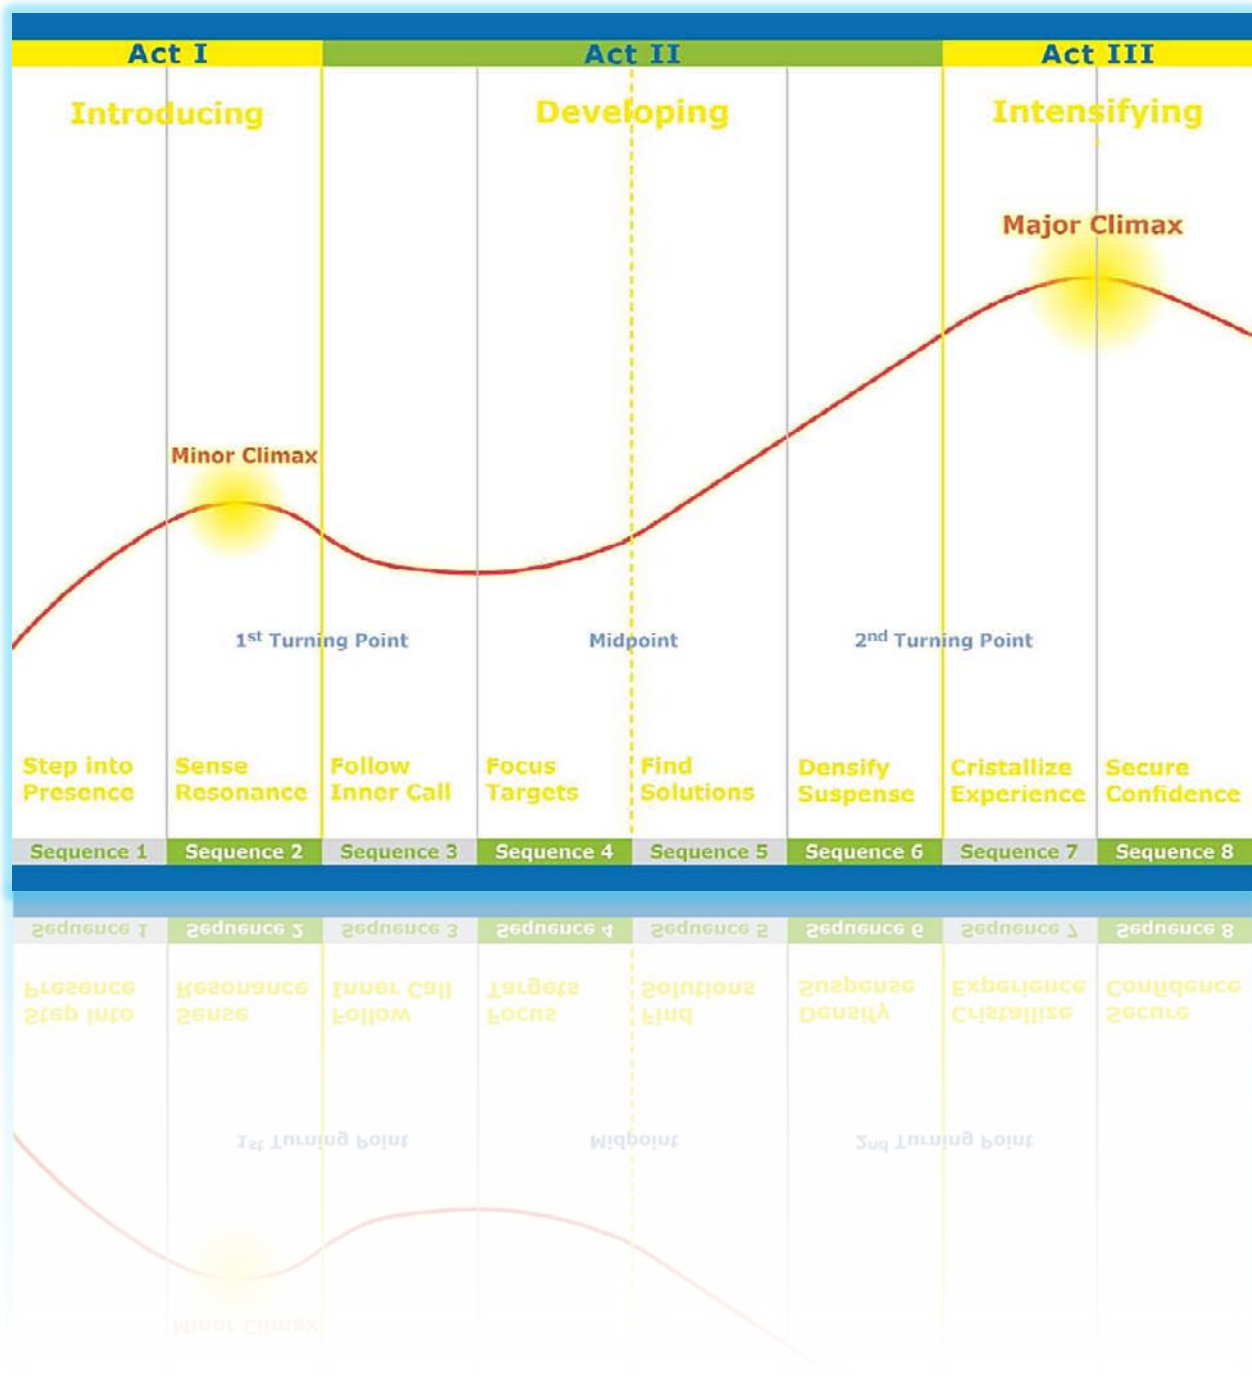 Act I
Act II
Act III
Introducing
Developing
Intensifying
Major Climax
Minor Climax
1st Turning Point
Midpoint
2nd Turning Point
Step into
Presence
Sense
Resonance
Follow
Inner Call
Focus
Targets
Find
Solutions
Densify
Suspense
Cristallize
Experience
Secure
Confidence
Sequence 1
Sequence 2
Sequence 3
Sequence 4
Sequence 5
Sequence 6
Sequence 7
Sequence 8